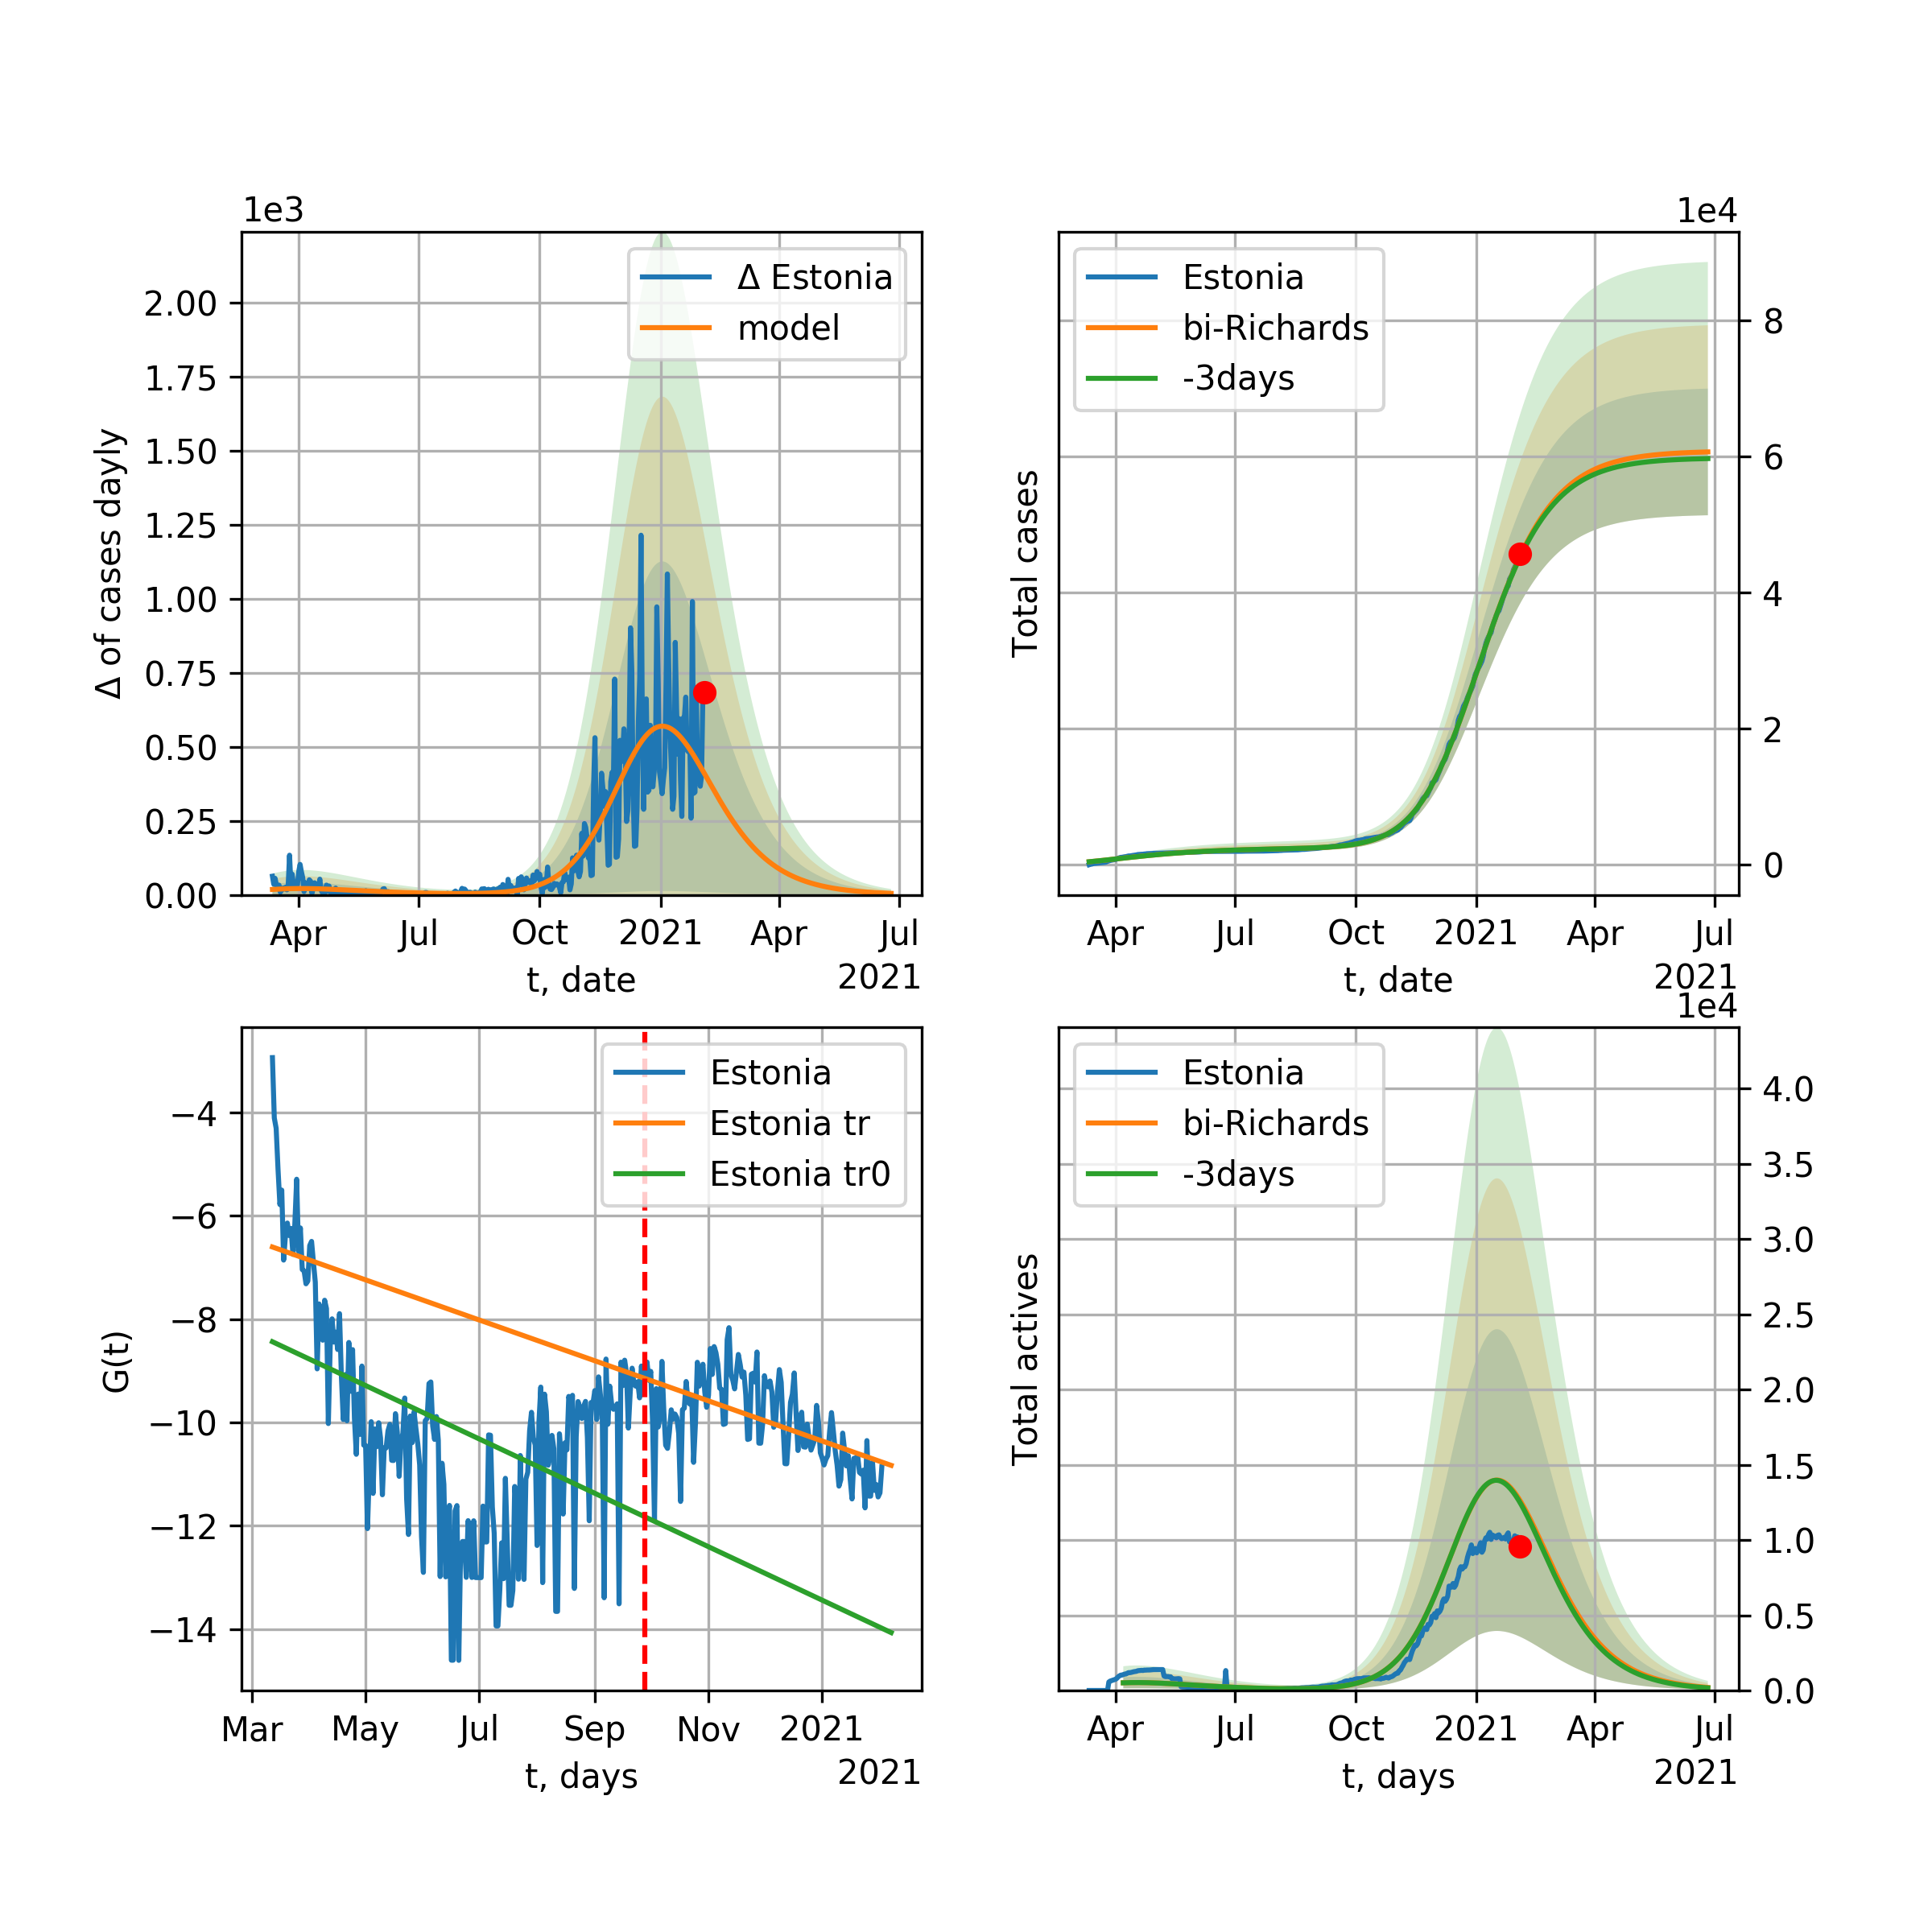 1e3
Δ of cases dayly
2.00
1.75
1.50
1.25
1.00
0.75
0.50
0.25
0.00
Δ Estonia
model
Apr Jul Oct 2021 Apr Jul
t, date
2021
1e4
Total cases
Estonia
bi-Richards
-3days
8
6
4
2
0
Apr Jul Oct 2021 Apr Jul
t, date
2021
G(t)
−4
−6
−8
−10
−12
−14
Estonia
Estonia tr
Estonia tr0
Mar May Jul Sep Nov 2021
t, days
2021
1e4
Total actives
Estonia
bi-Richards
-3days
4.0
3.5
3.0
2.5
2.0
1.5
1.0
0.5
0.0
Apr Jul Oct 2021 Apr Jul
t, days
2021